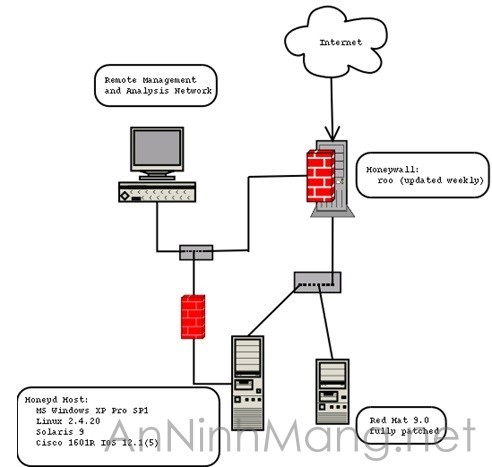 Internet
Remote Management
and Analysis Network
Honeywall:
roo (updated weekly)
Honeyd Host:
MS Windows XP Pro SP1
Linux 2.4.20
Solaris 9
Cisco 1601R IOS 12.1(5)
Red Hat 9.0
fully patched
AnNinhMang.net